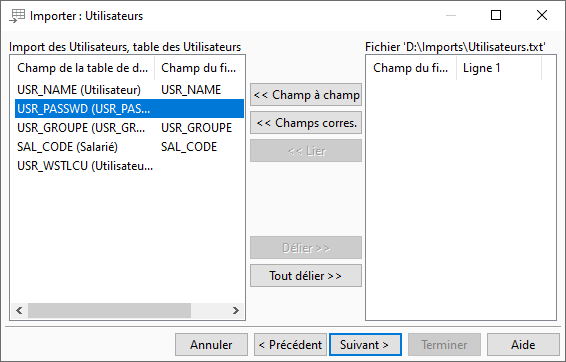 Importer : Utilisateurs
Import des Utilisateurs, table des Utilisateurs
Fichier 'D:\Imports\Utilisateurs.txt'
Champ de la table de d... Champ du fi...
USR_NAME (Utilisateur) USR_NAME
USR_PASSWD (USR_PAS...
USR_GROUPE (USR_GR... USR_GROUPE
SAL_CODE (Salarié) SAL_CODE
USR_WSTLCU (Utilisateu...
<< Champ à champ
<< Champs corres.
<< Lier
Délier >>
Tout délier >>
Champ du fi... Ligne 1
Annuler < Précédent Suivant > Terminer Aide